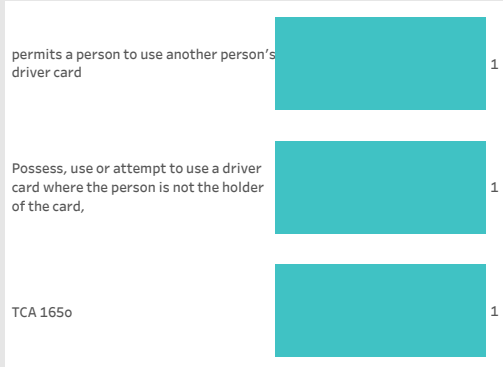 permits a person to use another person's
driver card
1
Possess, use or attempt to use a driver
card where the person is not the holder
of the card,
1
TCA 165o
1